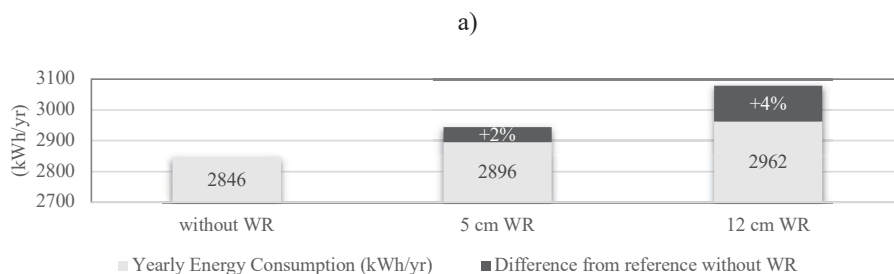 a)
(kWh/yr)
3100
3000
2900
2800
2700
2846
+2%
2896
+4%
2962
without WR
5 cm WR
12 cm WR
Yearly Energy Consumption (kWh/yr)
Difference from reference without WR